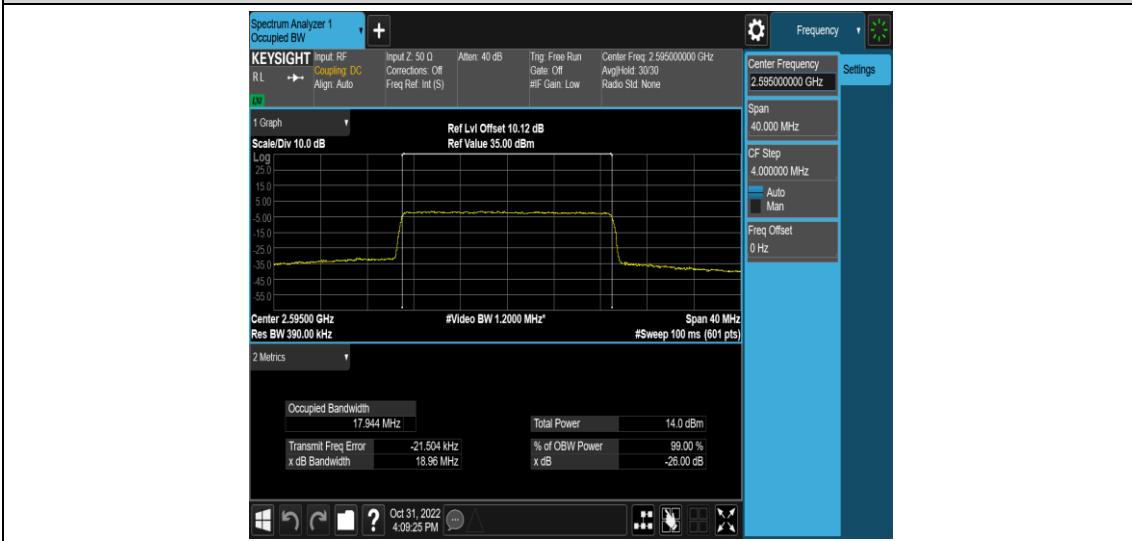 Spectrum Analyzer 1
Occupied BW
+
Frequency
KEYSIGHT
RL
LXI
Input: RF
Coupling: DC
Align: Auto
Input Z: 50 Ω
Corrections: Off
Freq Ref: Int (S)
Atten: 40 dB
Trig: Free Run
Gate: Off
#IF Gain: Low
Center Freq: 2.595000000 GHz
Avg|Hold: 30/30
Radio Std: None
Center Frequency
2.595000000 GHz
Settings
Span
40.000 MHz
CF Step
4.000000 MHz
Auto
Man
Freq Offset
0 Hz
1 Graph
Scale/Div 10.0 dB
Ref Lvl Offset 10.12 dB
Ref Value 35.00 dBm
Log
25.0
15.0
5.00
-5.00
-15.0
-25.0
-35.0
-45.0
-55.0
Center 2.59500 GHz
Res BW 390.00 kHz
#Video BW 1.2000 MHz*
Span 40 MHz
#Sweep 100 ms (601 pts)
2 Metrics
Occupied Bandwidth
17.944 MHz
Transmit Freq Error -21.504 kHz
x dB Bandwidth 18.96 MHz
Total Power 14.0 dBm
% of OBW Power 99.00 %
x dB -26.00 dB
?
Oct 31, 2022
4:09:25 PM